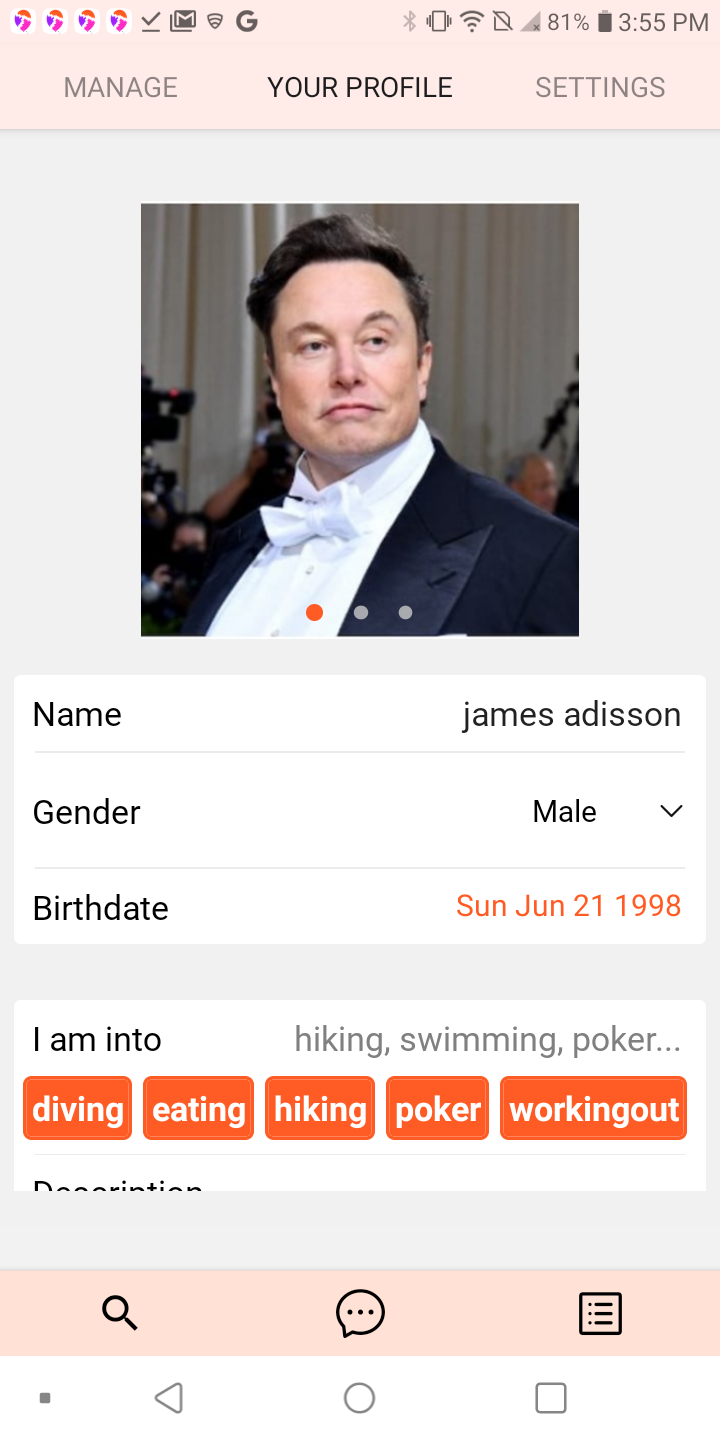 81% 3:55 PM
MANAGE YOUR PROFILE SETTINGS
Name james adisson
Gender Male
Birthdate Sun Jun 21 1998
I am into hiking, swimming, poker...
diving eating hiking poker workingout
Description